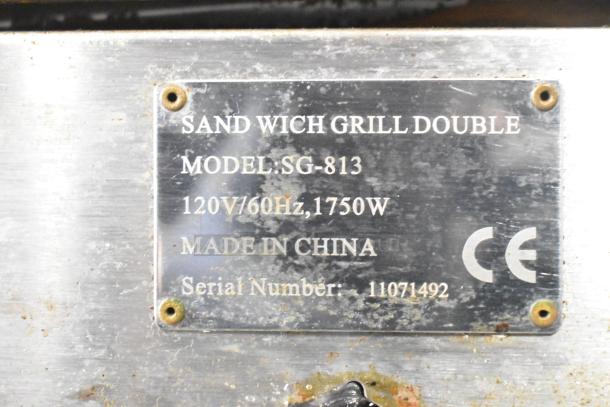 SAND WICH GRILL DOUBLE
MODEL:SG-813
120V/60Hz,1750W
MADE IN CHINA
CE
Serial Number: 11071492